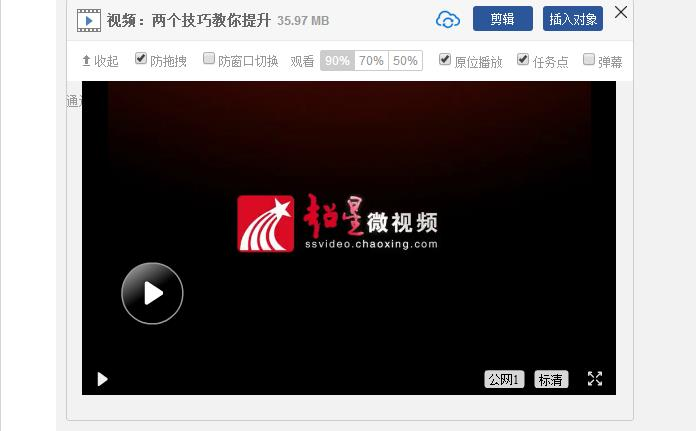 视频：两个技巧教你提升 35.97 MB 剪辑 插入对象
收起 防拖拽 防窗口切换 观看 90% 70% 50% 原位播放 任务点 弹幕
超星微视频
ssvideo.chaoxing.com
公网1 标清